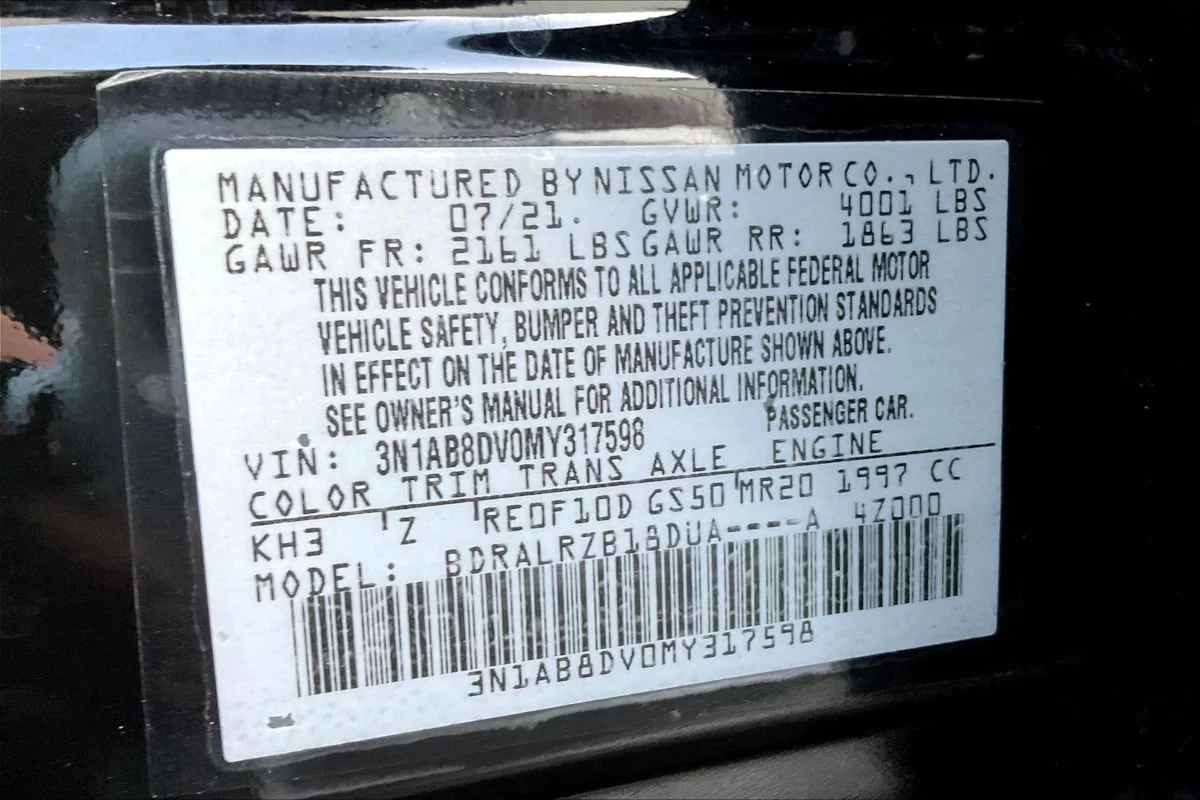 MANUFACTURED BY NISSAN MOTOR CO., LTD.
DATE: 07/21. GVWR: 4001 LBS
GAWR FR: 2161 LBS GAWR RR: 1863 LBS
THIS VEHICLE CONFORMS TO ALL APPLICABLE FEDERAL MOTOR
VEHICLE SAFETY, BUMPER AND THEFT PREVENTION STANDARDS
IN EFFECT ON THE DATE OF MANUFACTURE SHOWN ABOVE.
SEE OWNER'S MANUAL FOR ADDITIONAL INFORMATION.
VIN: 3N1AB8DV0MY317598 PASSENGER CAR.
COLOR TRIM TRANS AXLE ENGINE
KH3 Z RE0F10D GS50 MR20 1997 CC
MODEL: BDRALRZB18DUA----A 4Z000
3N1AB8DV0MY317598